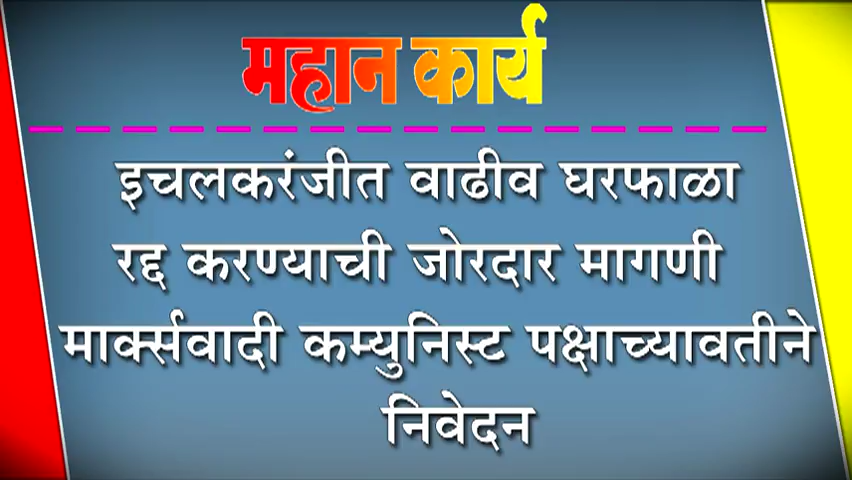 महान कार्य
इचलकरंजीत वाढीव घरफाळा
रद्द करण्याची जोरदार मागणी
मार्क्सवादी कम्युनिस्ट पक्षाच्यावतीने
निवेदन